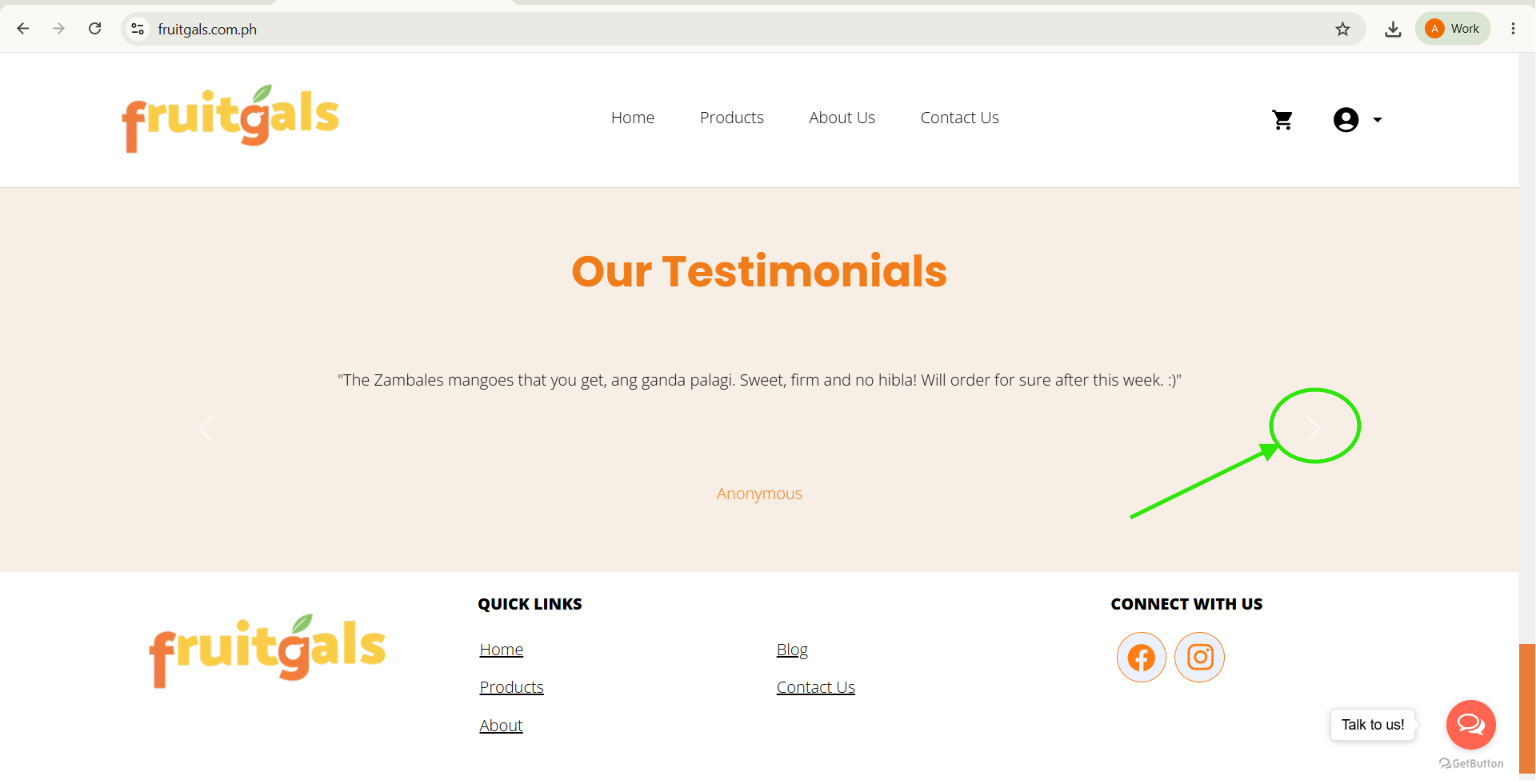 fruitgals.com.ph
A Work
fruitgals
Home Products About Us Contact Us
Our Testimonials
"The Zambales mangoes that you get, ang ganda palagi. Sweet, firm and no hibla! Will order for sure after this week. :)"
Anonymous
fruitgals
QUICK LINKS
Home
Products
About
Blog
Contact Us
CONNECT WITH US
Talk to us!
GetButton